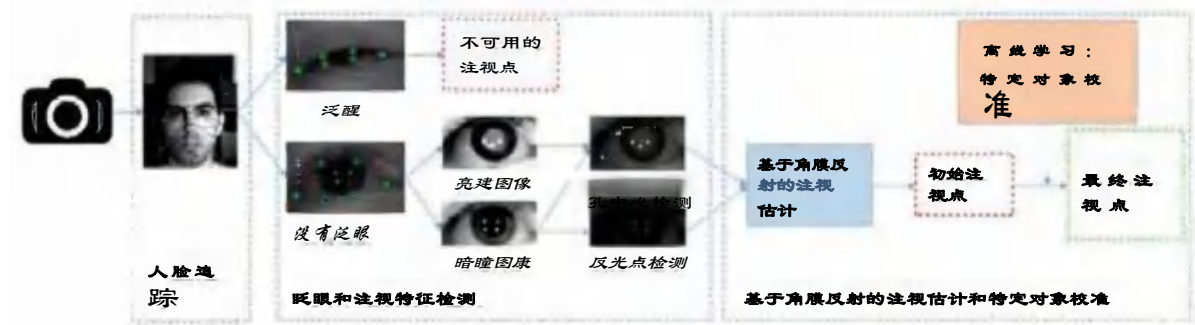 不可用的
注视点
泛醒
没有泛眼
亮建图像
暗瞳图康
孔中心检测
反光点检测
人脸追
踪
眨眼和注视特征检测
离线学习：
特定对象校
准
基于角膜反
射的注视
估计
初始注
视点
最终注
视点
基于角膜反射的注视估计和特定对象校准